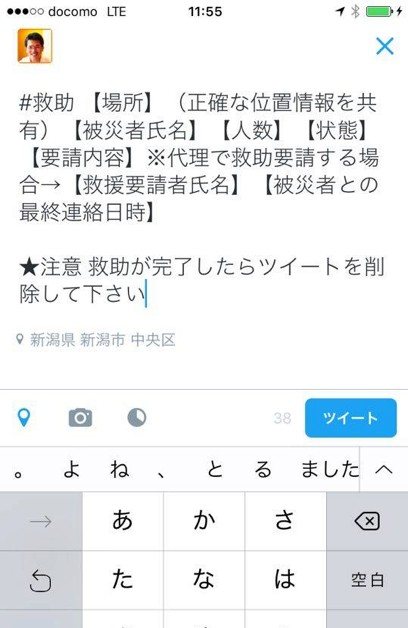 docomo LTE 11:55
#救助 【場所】（正確な位置情報を共
有）【被災者氏名】【人数】【状態】
【要請内容】※代理で救助要請する場
合→【救援要請者氏名】【被災者との
最終連絡日時】
★注意 救助が完了したらツイートを削
除して下さい
新潟県 新潟市 中央区
38 ツイート
。 よ ね 、 と る ました
→ あ か さ
た な は 空白